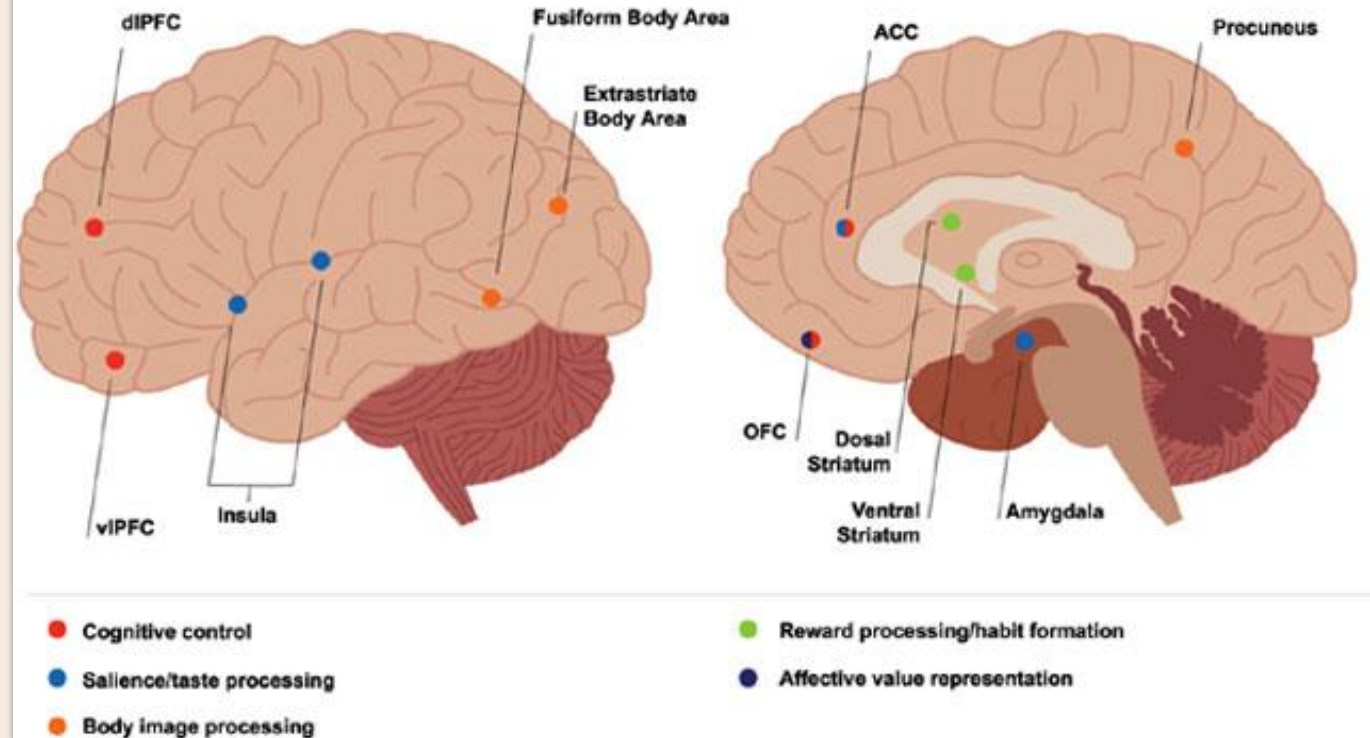 dlPFC
Fusiform Body Area
Extrastriate
Body Area
vlPFC
Insula
ACC
Precuneus
OFC
Dosal
Striatum
Ventral
Striatum
Amygdala
Cognitive control
Salience/taste processing
Body image processing
Reward processing/habit formation
Affective value representation